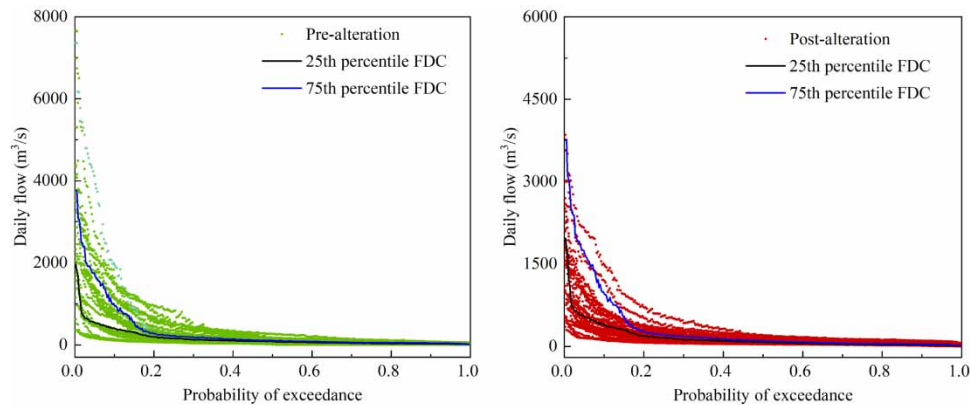 8000
6000
4000
2000
0
Daily flow (m³/s)
Pre-alteration
25th percentile FDC
75th percentile FDC
0.0 0.2 0.4 0.6 0.8 1.0
Probability of exceedance
6000
4500
3000
1500
0
Daily flow (m³/s)
Post-alteration
25th percentile FDC
75th percentile FDC
0.0 0.2 0.4 0.6 0.8 1.0
Probability of exceedance